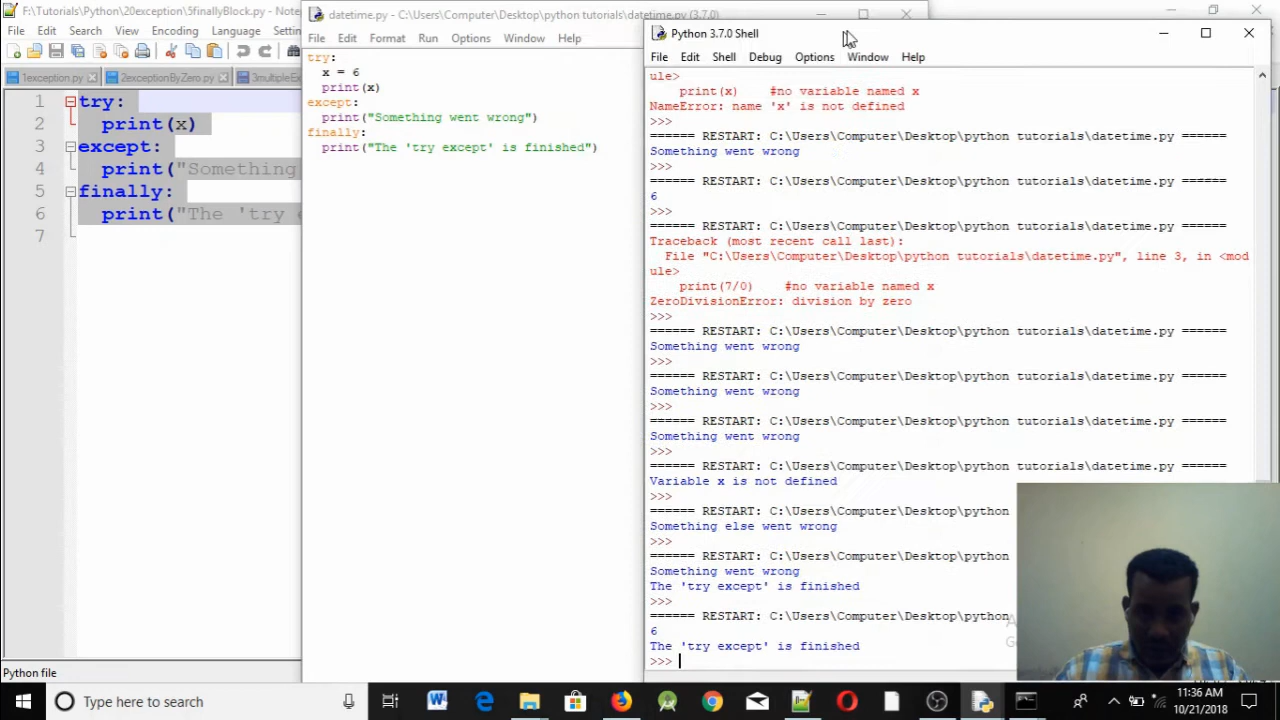 F:\Tutorials\Python\20exception\5finallyBlock.py - Note
File Edit Search View Encoding Language Settin
1exception.py 2exceptionByZero.py 3multipleEx
1 try:
2 print(x)
3 except:
4 print("Something
5 finally:
6 print("The 'try e
7
Python file
datetime.py - C:\Users\Computer\Desktop\python tutorials\datetime.py (3.7.0)
File Edit Format Run Options Window Help
try:
x = 6
print(x)
except:
print("Something went wrong")
finally:
print("The 'try except' is finished")
Python 3.7.0 Shell
File Edit Shell Debug Options Window Help
ule>
print(x) #no variable named x
NameError: name 'x' is not defined
>>>
====== RESTART: C:\Users\Computer\Desktop\python tutorials\datetime.py ======
Something went wrong
>>>
====== RESTART: C:\Users\Computer\Desktop\python tutorials\datetime.py ======
6
>>>
====== RESTART: C:\Users\Computer\Desktop\python tutorials\datetime.py ======
Traceback (most recent call last):
File "C:\Users\Computer\Desktop\python tutorials\datetime.py", line 3, in <mod
ule>
print(7/0) #no variable named x
ZeroDivisionError: division by zero
>>>
====== RESTART: C:\Users\Computer\Desktop\python tutorials\datetime.py ======
Something went wrong
>>>
====== RESTART: C:\Users\Computer\Desktop\python tutorials\datetime.py ======
Something went wrong
>>>
====== RESTART: C:\Users\Computer\Desktop\python tutorials\datetime.py ======
Something went wrong
>>>
====== RESTART: C:\Users\Computer\Desktop\python tutorials\datetime.py ======
Variable x is not defined
>>>
====== RESTART: C:\Users\Computer\Desktop\python
Something else went wrong
>>>
====== RESTART: C:\Users\Computer\Desktop\python
Something went wrong
The 'try except' is finished
>>>
====== RESTART: C:\Users\Computer\Desktop\python
6
The 'try except' is finished
>>>
Type here to search
11:36 AM
10/21/2018